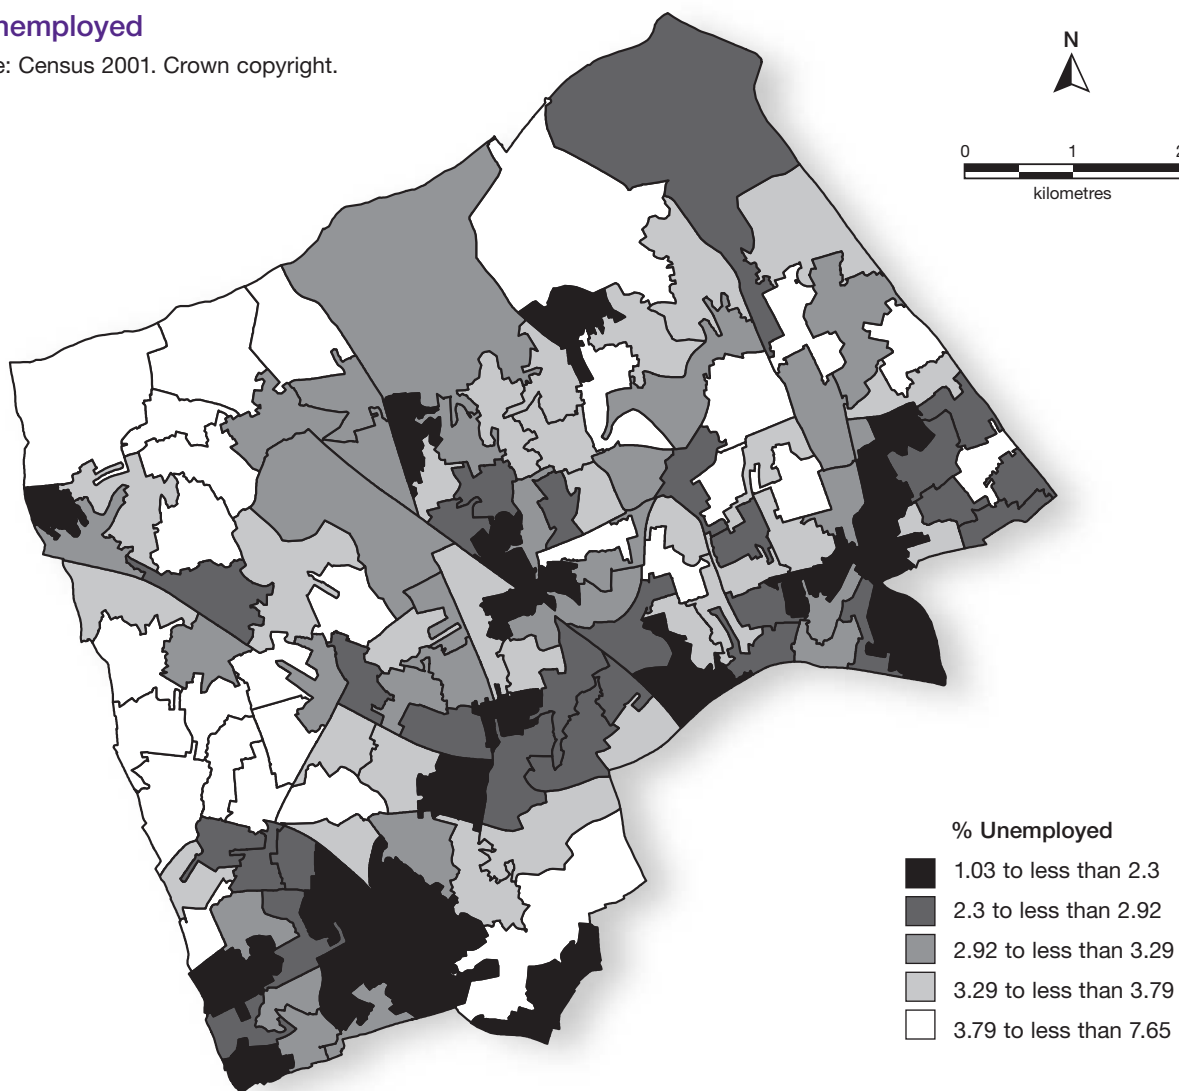 nemployed
e: Census 2001. Crown copyright.
N
0 1 2
kilometres
% Unemployed
1.03 to less than 2.3
2.3 to less than 2.92
2.92 to less than 3.29
3.29 to less than 3.79
3.79 to less than 7.65